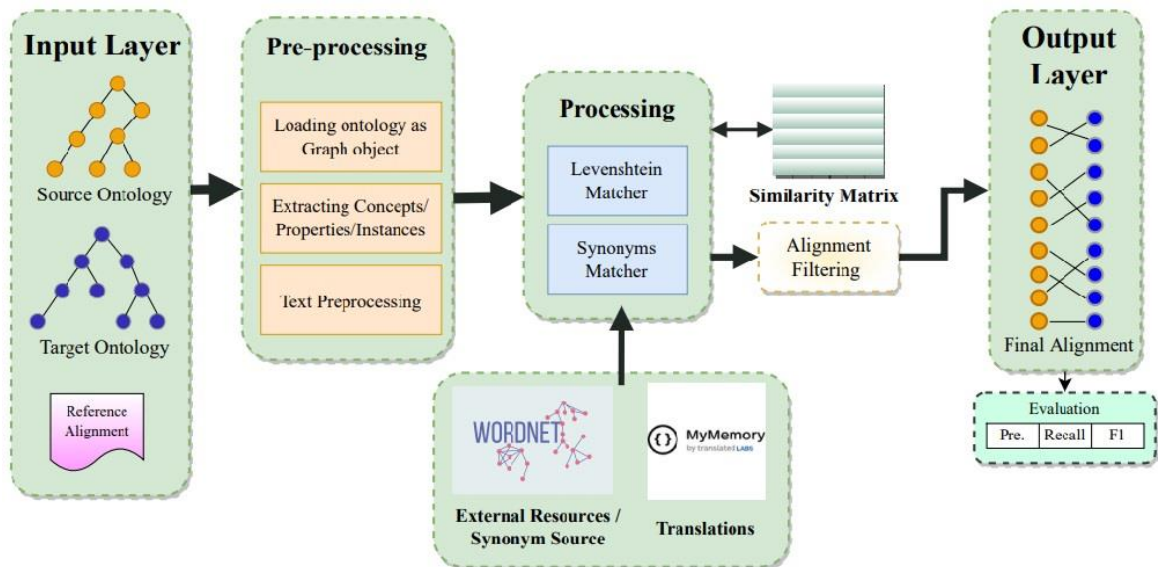 Input Layer
Source Ontology
Target Ontology
Reference
Alignment
Pre-processing
Loading ontology as
Graph object
Extracting Concepts/
Properties/Instances
Text Preprocessing
Processing
Levenshtein
Matcher
Synonyms
Matcher
Similarity Matrix
Alignment
Filtering
WORDNET
External Resources /
Synonym Source
{} MyMemory
by translated LABS
Translations
Output
Layer
Final Alignment
Evaluation
Pre. Recall F1